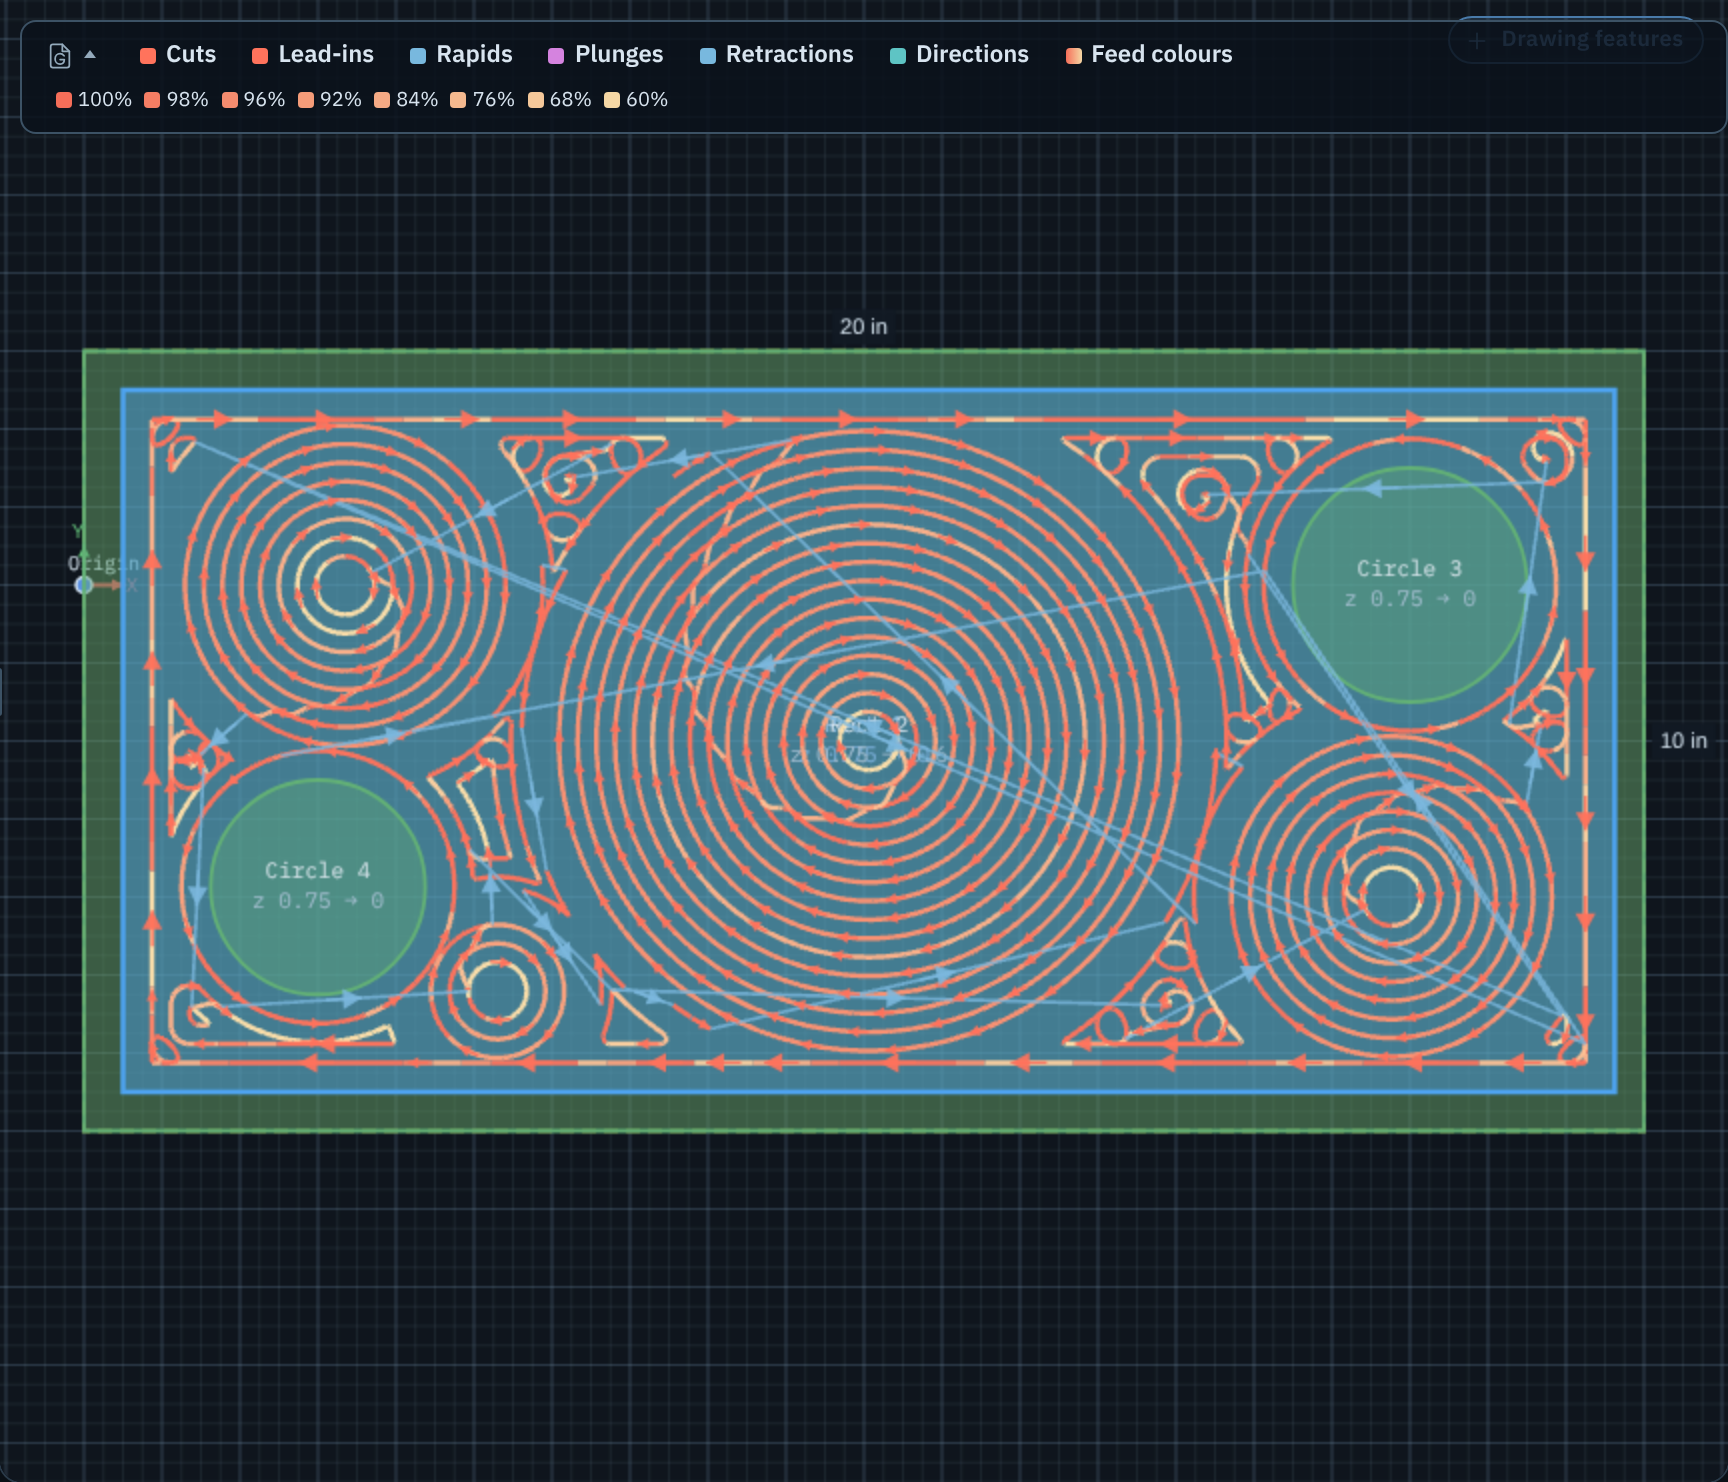 Cuts Lead-ins Rapids Plunges Retractions Directions Feed colours
+ Drawing features
100% 98% 96% 92% 84% 76% 68% 60%
20 in
Y
Origin
X
Circle 3
z 0.75 → 0
10 in
Circle 4
z 0.75 → 0